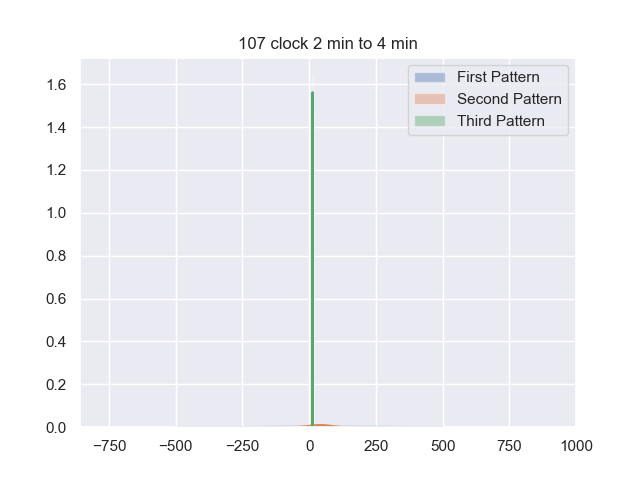 107 clock 2 min to 4 min
First Pattern
Second Pattern
Third Pattern
1.6
1.4
1.2
1.0
0.8
0.6
0.4
0.2
0.0
−750 −500 −250 0 250 500 750 1000